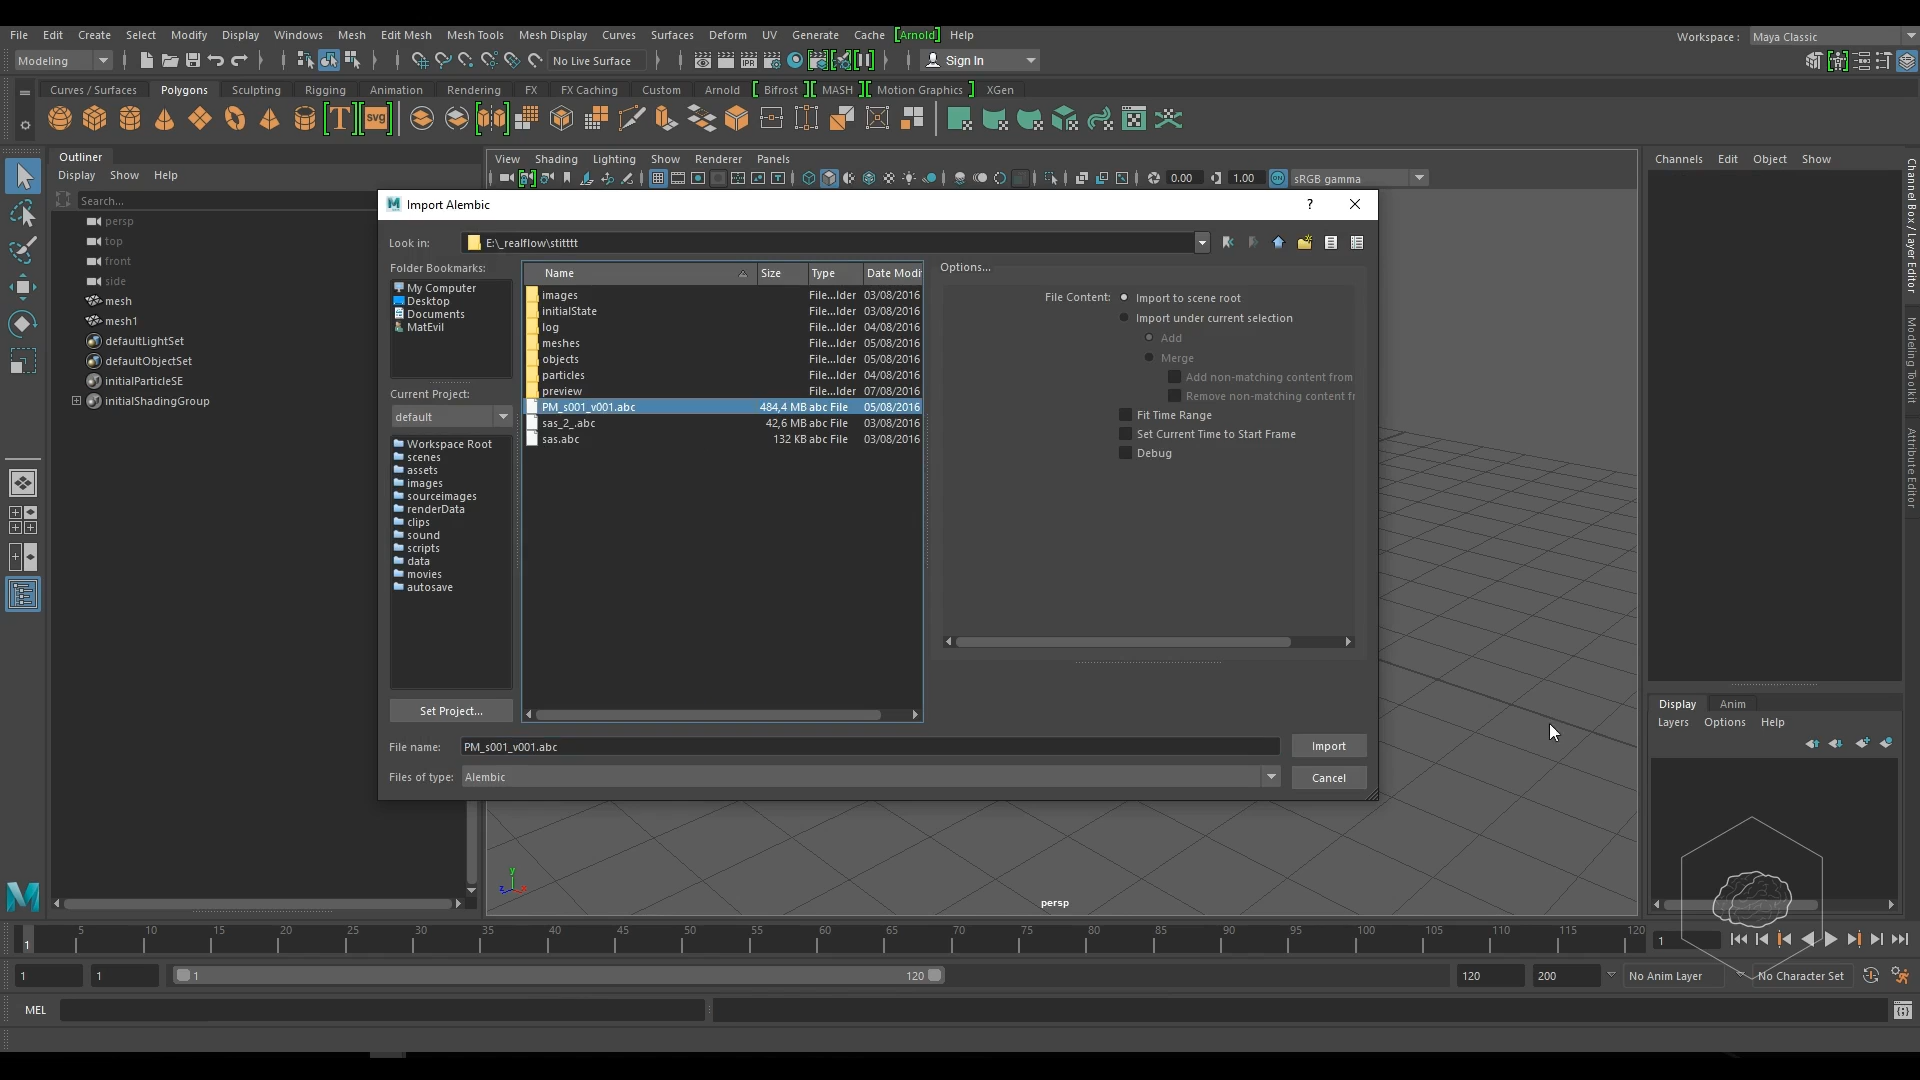 File Edit Create Select Modify Display Windows Mesh Edit Mesh Mesh Tools Mesh Display Curves Surfaces Deform UV Generate Cache [Arnold] Help
Workspace : Maya Classic
Modeling No Live Surface Sign In
Curves / Surfaces Polygons Sculpting Rigging Animation Rendering FX FX Caching Custom Arnold [ Bifrost ] [ MASH ] [ Motion Graphics ] XGen
Outliner
Display Show Help
Search...
persp
top
front
side
mesh
mesh1
defaultLightSet
defaultObjectSet
initialParticleSE
initialShadingGroup
View Shading Lighting Show Renderer Panels
0.00 1.00 ON sRGB gamma
Import Alembic
Look in: E:\_realflow\stitttt
Folder Bookmarks:
My Computer
Desktop
Documents
MatEvil
Current Project:
default
Workspace Root
scenes
assets
images
sourceimages
renderData
clips
sound
scripts
data
movies
autosave
Set Project...
Name Size Type Date Modif
images File...lder 03/08/2016
initialState File...lder 03/08/2016
log File...lder 04/08/2016
meshes File...lder 05/08/2016
objects File...lder 05/08/2016
particles File...lder 04/08/2016
preview File...lder 07/08/2016
PM_s001_v001.abc 484,4 MB abc File 05/08/2016
sas_2_.abc 42,6 MB abc File 03/08/2016
sas.abc 132 KB abc File 03/08/2016
Options...
File Content: Import to scene root
Import under current selection
Add
Merge
Add non-matching content from
Remove non-matching content fr
Fit Time Range
Set Current Time to Start Frame
Debug
File name: PM_s001_v001.abc Import
Files of type: Alembic Cancel
persp
y
z
Channels Edit Object Show
Channel Box / Layer Editor
Modeling Toolkit
Attribute Editor
Display Anim
Layers Options Help
1 5 10 15 20 25 30 35 40 45 50 55 60 65 70 75 80 85 90 95 100 105 110 115 120
1
1 1 1 120 120 200 No Anim Layer No Character Set
MEL